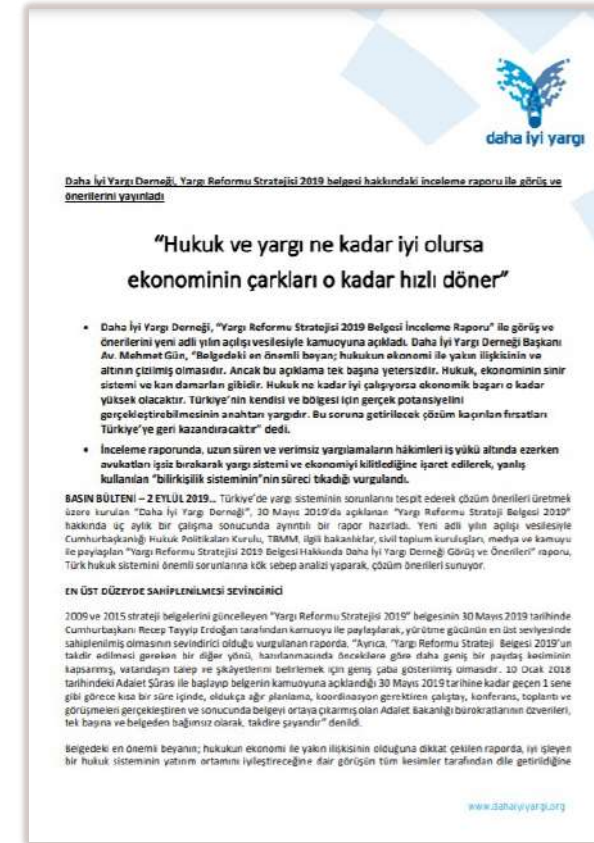 daha iyi yargı
Daha İyi Yargı Derneği, Yargı Reformu Stratejisi 2019 belgesi hakkındaki inceleme raporu ile görüş ve
önerilerini yayınladı
“Hukuk ve yargı ne kadar iyi olursa
ekonominin çarkları o kadar hızlı döner”
• Daha İyi Yargı Derneği, “Yargı Reformu Stratejisi 2019 Belgesi İnceleme Raporu” ile görüş ve
önerilerini yeni adli yılın açılışı vesilesiyle kamuoyuna açıkladı. Daha İyi Yargı Derneği Başkanı
Av. Mehmet Gün, “Belgedeki en önemli beyan; hukukun ekonomi ile yakın ilişkisinin ve
altının çizilmiş olmasıdır. Ancak bu açıklama tek başına yetersizdir. Hukuk, ekonominin sinir
sistemi ve kan damarları gibidir. Hukuk ne kadar iyi çalışıyorsa ekonomik başarı o kadar
yüksek olacaktır. Türkiye’nin kendisi ve bölgesi için gerçek potansiyelini
gerçekleştirebilmesinin anahtarı yargıdır. Bu soruna getirilecek çözüm kaçırılan fırsatları
Türkiye’ye geri kazandıracaktır” dedi.
• İnceleme raporunda, uzun süren ve verimsiz yargılamaların hâkimleri iş yükü altında ezerken
avukatları işsiz bırakarak yargı sistemi ve ekonomiyi kilitlediğine işaret edilerek, yanlış
kullanılan “bilirkişilik sisteminin”nin süreci tıkadığı vurgulandı.
BASIN BÜLTENİ – 2 EYLÜL 2019... Türkiye’de yargı sisteminin sorunlarını tespit ederek çözüm önerileri üretmek
üzere kurulan “Daha İyi Yargı Derneği”, 30 Mayıs 2019’da açıklanan “Yargı Reformu Strateji Belgesi 2019”
hakkında üç aylık bir çalışma sonucunda ayrıntılı bir rapor hazırladı. Yeni adli yılın açılışı vesilesiyle
Cumhurbaşkanlığı Hukuk Politikaları Kurulu, TBMM, ilgili bakanlıklar, sivil toplum kuruluşları, medya ve kamuoyu
ile paylaşılan “Yargı Reformu Stratejisi 2019 Belgesi Hakkında Daha İyi Yargı Derneği Görüş ve Önerileri” raporu,
Türk hukuk sistemini önemli sorunlarına kök sebep analizi yaparak, çözüm önerileri sunuyor.
EN ÜST DÜZEYDE SAHİPLENİLMESİ SEVİNDİRİCİ
2009 ve 2015 strateji belgelerini güncelleyen “Yargı Reformu Stratejisi 2019” belgesinin 30 Mayıs 2019 tarihinde
Cumhurbaşkanı Recep Tayyip Erdoğan tarafından kamuoyu ile paylaşılarak, yürütme gücünün en üst seviyesinde
sahiplenilmiş olmasının sevindirici olduğu vurgulanan raporda, “Ayrıca, ‘Yargı Reformu Strateji Belgesi 2019’un
takdir edilmesi gereken bir diğer yönü, hazırlanmasında öncekilere göre daha geniş bir paydaş kesiminin
kapsanmış, vatandaşın talep ve şikâyetlerini belirlemek için geniş çaba gösterilmiş olmasıdır. 10 Ocak 2018
tarihindeki Adalet Şûrası ile başlayıp belgenin kamuoyuna açıklandığı 30 Mayıs 2019 tarihine kadar geçen 1 sene
gibi görece kısa bir süre içinde, oldukça ağır planlama, koordinasyon gerektiren çalıştay, konferans, toplantı ve
görüşmeleri gerçekleştiren ve sonucunda belgeyi ortaya çıkarmış olan Adalet Bakanlığı bürokratlarının özverileri,
tek başına ve belgeden bağımsız olarak, takdire şayandır” denildi.
Belgedeki en önemli beyanın; hukukun ekonomi ile yakın ilişkisinin olduğuna dikkat çekilen raporda, iyi işleyen
bir hukuk sisteminin yatırım ortamını iyileştireceğine dair görüşün tüm kesimler tarafından dile getirildiğine
www.dahaiyiyargi.org